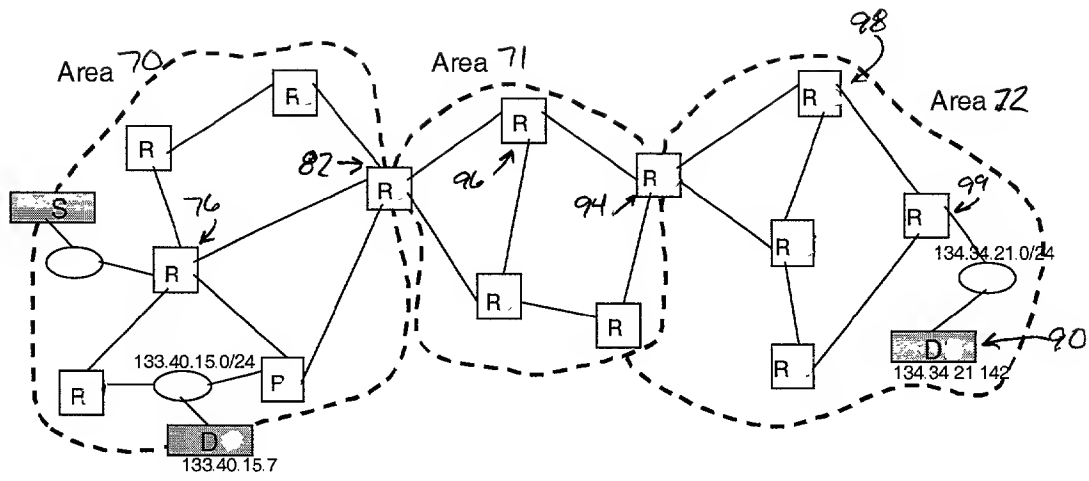 Area 70
Area 71
98
Area 72
R
R
R
R
82
96
R
94
R
99
S
76
R
R
R
R
134.34.21.0/24
R
R
133.40.15.0/24
R
P
R
D
90
134.34 21 142
D
133.40.15.7